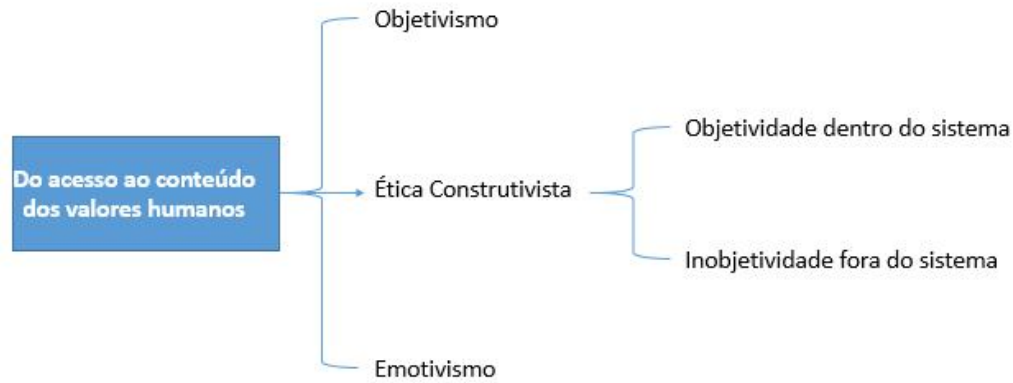 Objetivismo
Do acesso ao conteúdo
dos valores humanos
Ética Construtivista
Objetividade dentro do sistema
Inobjetividade fora do sistema
Emotivismo